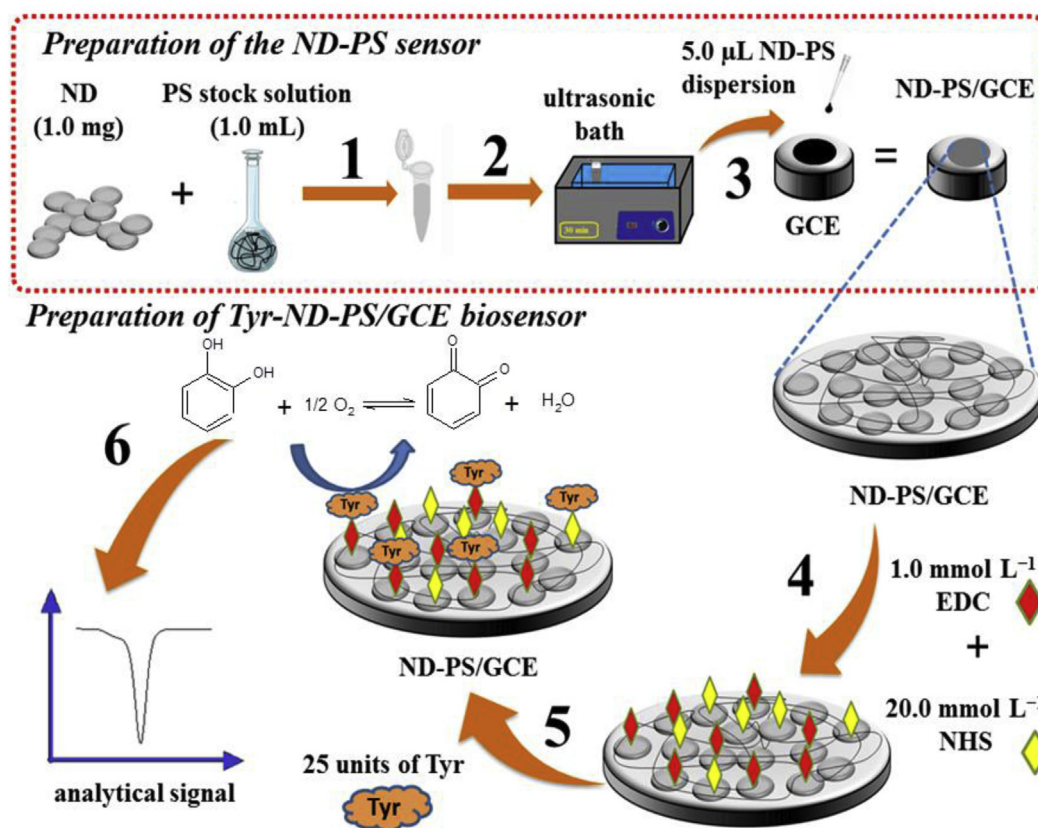 Preparation of the ND-PS sensor
ND
(1.0 mg)
+
PS stock solution
(1.0 mL)
1
2
ultrasonic
bath
30 min
5.0 µL ND-PS
dispersion
3
GCE
=
ND-PS/GCE
Preparation of Tyr-ND-PS/GCE biosensor
OH
OH
+
1/2 O₂
O
O
+
H₂O
6
Tyr
Tyr
Tyr
Tyr
Tyr
ND-PS/GCE
ND-PS/GCE
4
1.0 mmol L⁻¹
EDC
+
20.0 mmol L⁻¹
NHS
5
25 units of Tyr
Tyr
analytical signal